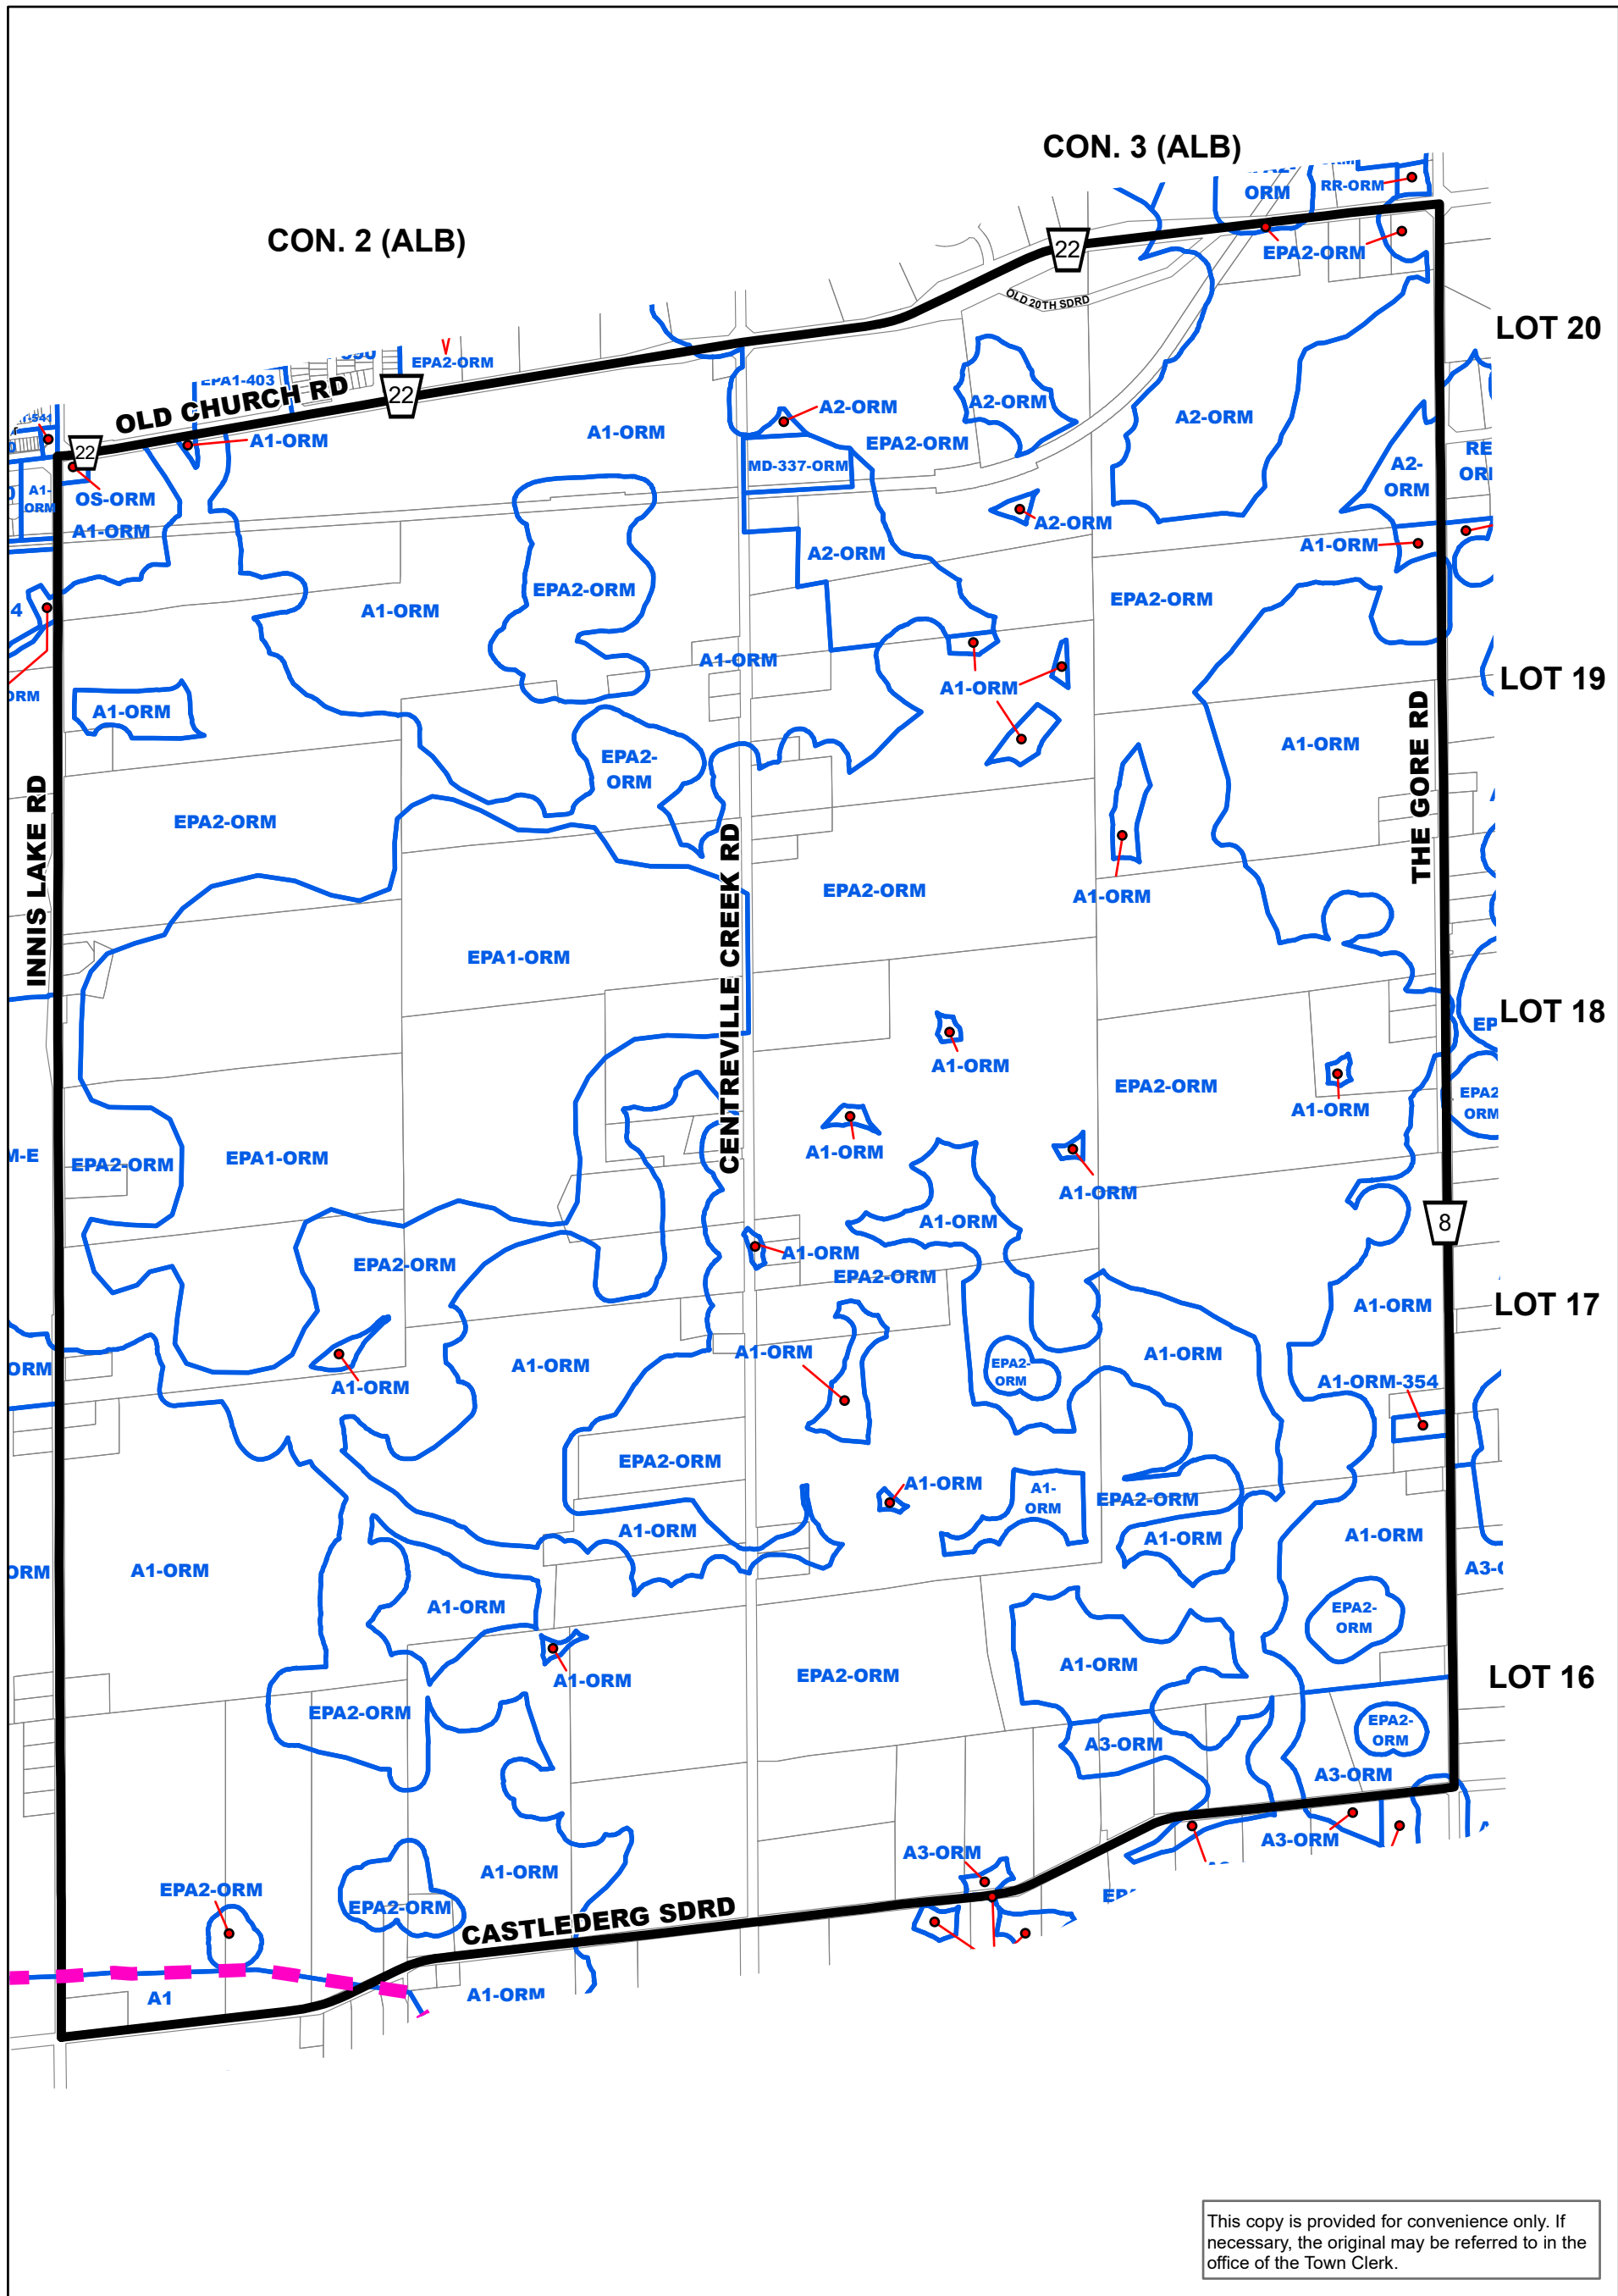 CON. 3 (ALB)
CON. 2 (ALB)
ORM
RR-ORM
22
EPA2-ORM
OLD 20TH SDRD
LOT 20
EPA2-ORM
EPA1-403
OLD CHURCH RD
22
A2-ORM
A2-ORM
A2-ORM
22
A1-ORM
A1-ORM
EPA2-ORM
MD-337-ORM
A2-
ORM
A1-
ORM
OS-ORM
A1-ORM
A2-ORM
A1-ORM
A2-ORM
EPA2-ORM
A1-ORM
EPA2-ORM
4
A1-ORM
A1-ORM
A1-ORM
LOT 19
ORM
A1-ORM
EPA2-
ORM
A1-ORM
THE GORE RD
INNIS LAKE RD
EPA2-ORM
CENTREVILLE CREEK RD
EPA2-ORM
A1-ORM
EPA1-ORM
LOT 18
A1-ORM
EPA2-ORM
A1-ORM
EPA2
ORM
M-E
EPA2-ORM
EPA1-ORM
A1-ORM
A1-ORM
A1-ORM
8
A1-ORM
EPA2-ORM
EPA2-ORM
A1-ORM
LOT 17
ORM
A1-ORM
A1-ORM
A1-ORM
EPA2-
ORM
A1-ORM
A1-ORM-354
A1-ORM
EPA2-ORM
A1-ORM
A1-
ORM
EPA2-ORM
A1-ORM
A1-ORM
A1-ORM
ORM
A1-ORM
A1-ORM
EPA2-
ORM
A1-ORM
EPA2-ORM
A1-ORM
LOT 16
EPA2-ORM
EPA2-
ORM
A3-ORM
A3-ORM
A3-ORM
A3-ORM
A1-ORM
EPA2-ORM
EPA2-ORM
CASTLEDERG SDRD
A1
A1-ORM
This copy is provided for convenience only. If
necessary, the original may be referred to in the
office of the Town Clerk.